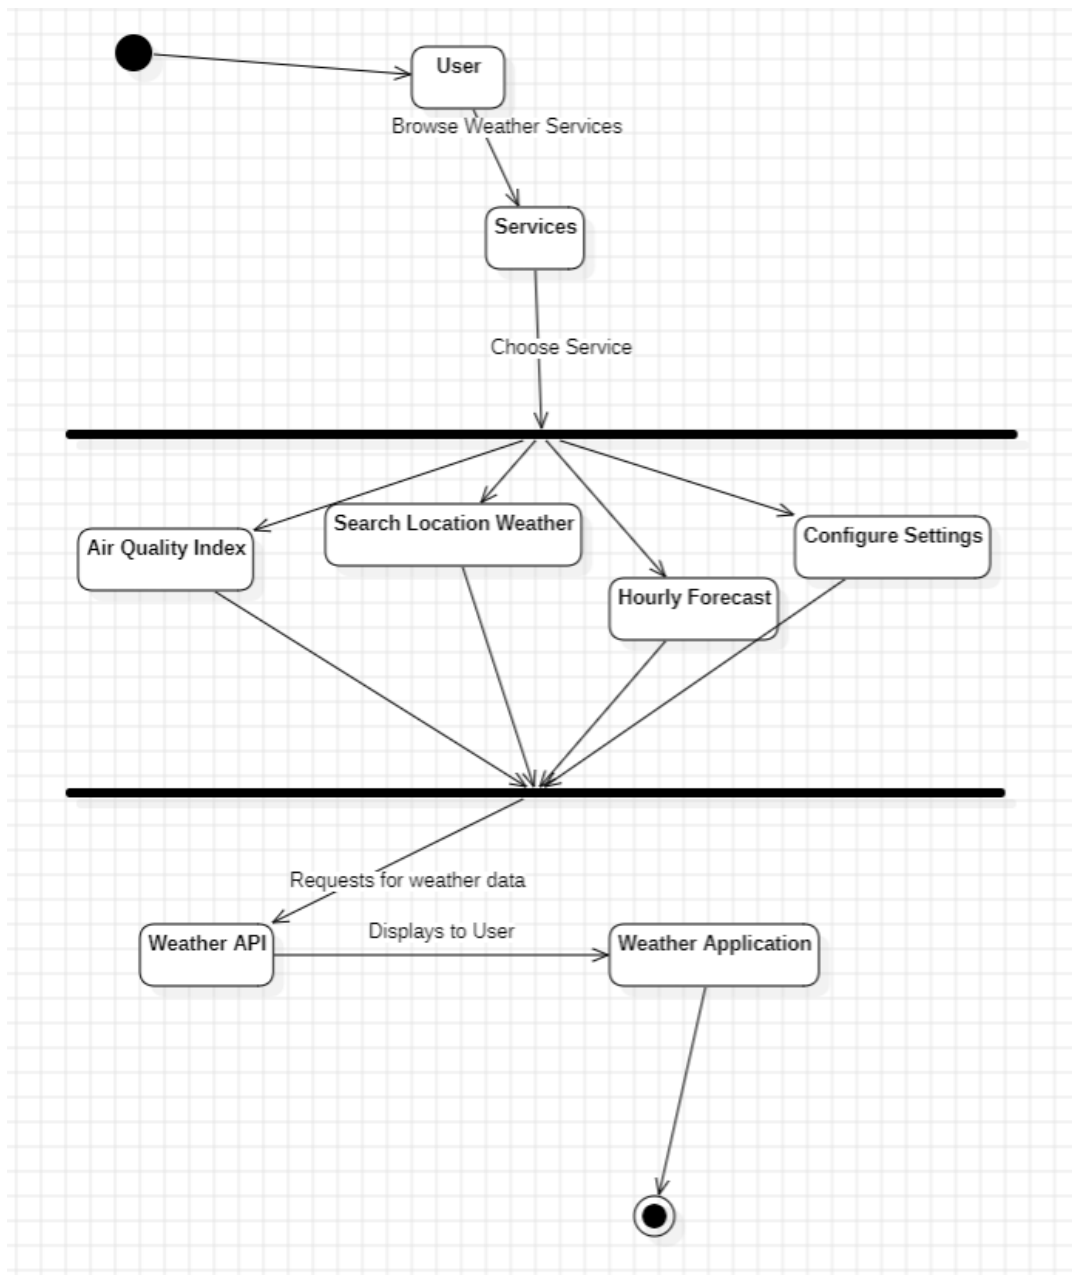 User
Browse Weather Services
Services
Choose Service
Air Quality Index
Search Location Weather
Hourly Forecast
Configure Settings
Requests for weather data
Weather API
Displays to User
Weather Application